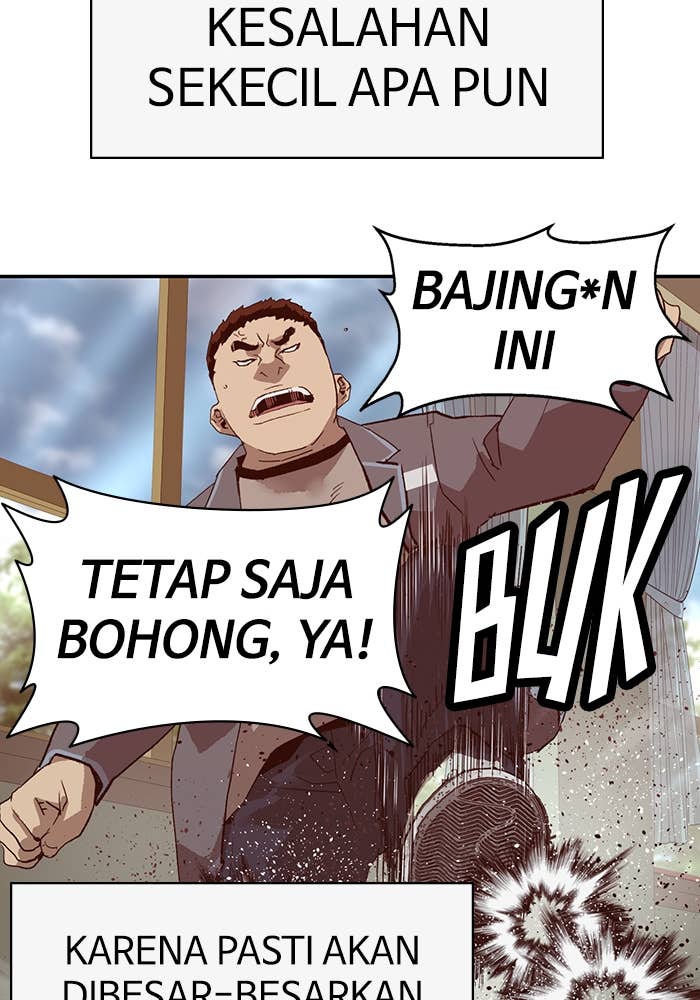 KESALAHAN
SEKECIL APA PUN
BAJING*N
INI
TETAP SAJA
BOHONG, YA!
BUK
KARENA PASTI AKAN
DIBESAR-BESARKAN